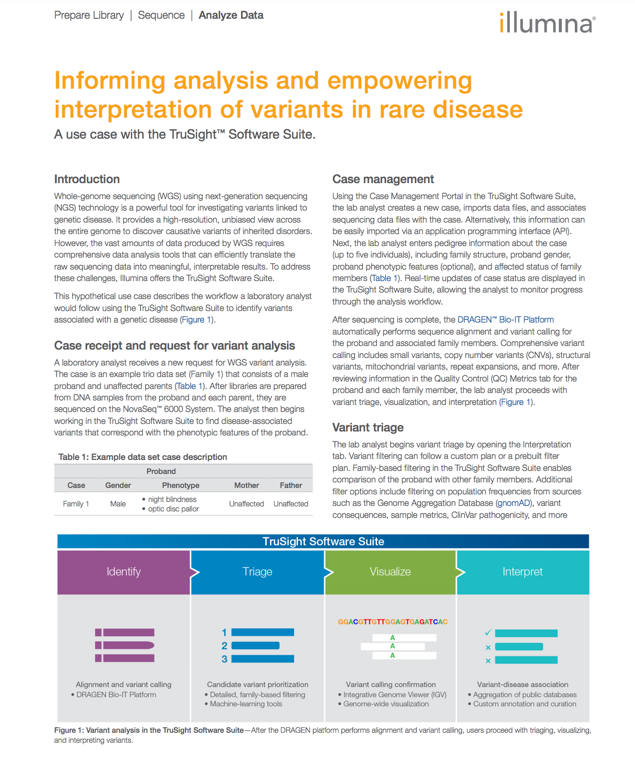 Prepare Library | Sequence | Analyze Data
illumina®
Informing analysis and empowering
interpretation of variants in rare disease
A use case with the TruSight™ Software Suite.
Introduction
Whole-genome sequencing (WGS) using next-generation sequencing
(NGS) technology is a powerful tool for investigating variants linked to
genetic disease. It provides a high-resolution, unbiased view across
the entire genome to discover causative variants of inherited disorders.
However, the vast amounts of data produced by WGS requires
comprehensive data analysis tools that can efficiently translate the
raw sequencing data into meaningful, interpretable results. To address
these challenges, Illumina offers the TruSight Software Suite.
This hypothetical use case describes the workflow a laboratory analyst
would follow using the TruSight Software Suite to identify variants
associated with a genetic disease (Figure 1).
Case receipt and request for variant analysis
A laboratory analyst receives a new request for WGS variant analysis.
The case is an example trio data set (Family 1) that consists of a male
proband and unaffected parents (Table 1). After libraries are prepared
from DNA samples from the proband and each parent, they are
sequenced on the NovaSeq™ 6000 System. The analyst then begins
working in the TruSight Software Suite to find disease-associated
variants that correspond with the phenotypic features of the proband.
Table 1: Example data set case description
Proband
Case Gender Phenotype Mother Father
Family 1 Male • night blindness • optic disc pallor Unaffected Unaffected
Case management
Using the Case Management Portal in the TruSight Software Suite,
the lab analyst creates a new case, imports data files, and associates
sequencing data files with the case. Alternatively, this information can
be easily imported via an application programming interface (API).
Next, the lab analyst enters pedigree information about the case
(up to five individuals), including family structure, proband gender,
proband phenotypic features (optional), and affected status of family
members (Table 1). Real-time updates of case status are displayed in
the TruSight Software Suite, allowing the analyst to monitor progress
through the analysis workflow.
After sequencing is complete, the DRAGEN™ Bio-IT Platform
automatically performs sequence alignment and variant calling for
the proband and associated family members. Comprehensive variant
calling includes small variants, copy number variants (CNVs), structural
variants, mitochondrial variants, repeat expansions, and more. After
reviewing information in the Quality Control (QC) Metrics tab for the
proband and each family member, the lab analyst proceeds with
variant triage, visualization, and interpretation (Figure 1).
Variant triage
The lab analyst begins variant triage by opening the Interpretation
tab. Variant filtering can follow a custom plan or a prebuilt filter
plan. Family-based filtering in the TruSight Software Suite enables
comparison of the proband with other family members. Additional
filter options include filtering on population frequencies from sources
such as the Genome Aggregation Database (gnomAD), variant
consequences, sample metrics, ClinVar pathogenicity, and more
TruSight Software Suite
Identify
Triage
Visualize
Interpret
1
2
3
GGACGTTGTTGGAGTGAGATCAC
A
A
A
Alignment and variant calling
• DRAGEN Bio-IT Platform
Candidate variant prioritization
• Detailed, family-based filtering
• Machine-learning tools
Variant calling confirmation
• Integrative Genome Viewer (IGV)
• Genome-wide visualization
Variant-disease association
• Aggregation of public databases
• Custom annotation and curation
Figure 1: Variant analysis in the TruSight Software Suite—After the DRAGEN platform performs alignment and variant calling, users proceed with triaging, visualizing,
and interpreting variants.